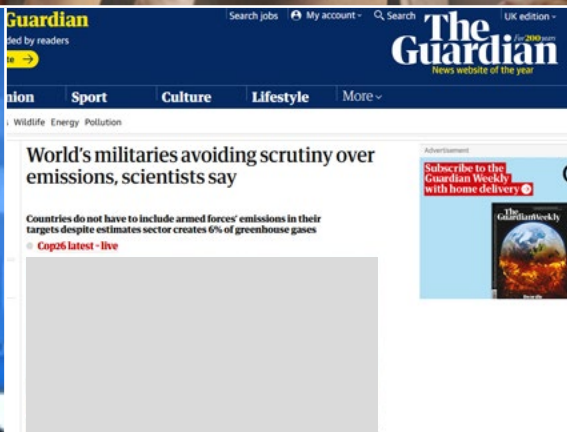 Guardian
Search jobs
My account
Search
UK edition
The
Guardian
For 200 years
News website of the year
ded by readers
te →
nion Sport Culture Lifestyle More
Wildlife Energy Pollution
World's militaries avoiding scrutiny over
emissions, scientists say
Countries do not have to include armed forces' emissions in their
targets despite estimates sector creates 6% of greenhouse gases
Cop26 latest - live
Advertisement
Subscribe to the
Guardian Weekly
with home delivery
The
Guardian Weekly